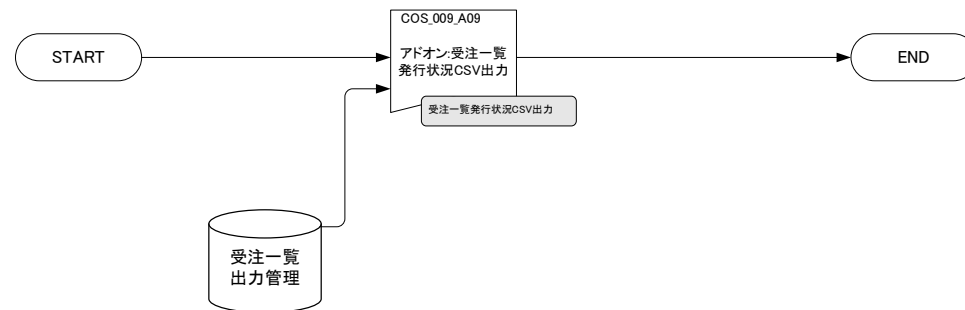 COS_009_A09
START
アドオン:受注一覧
発行状況CSV出力
END
受注一覧発行状況CSV出力
受注一覧
出力管理